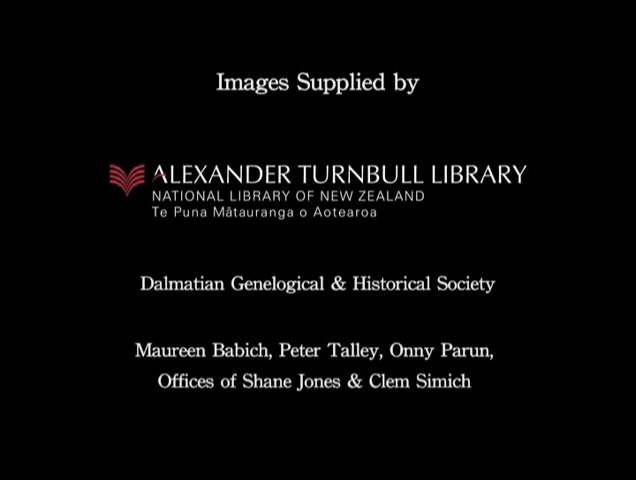 Images Supplied by
ALEXANDER TURNBULL LIBRARY
NATIONAL LIBRARY OF NEW ZEALAND
Te Puna Mātauranga o Aotearoa
Dalmatian Genelogical & Historical Society
Maureen Babich, Peter Talley, Onny Parun,
Offices of Shane Jones & Clem Simich